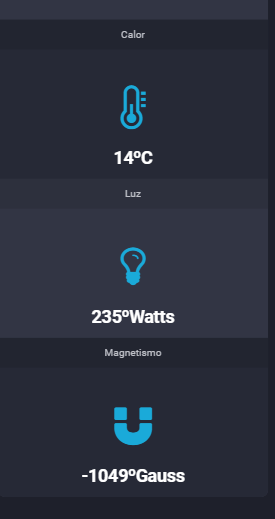 Calor
14ºC
Luz
235ºWatts
Magnetismo
-1049ºGauss